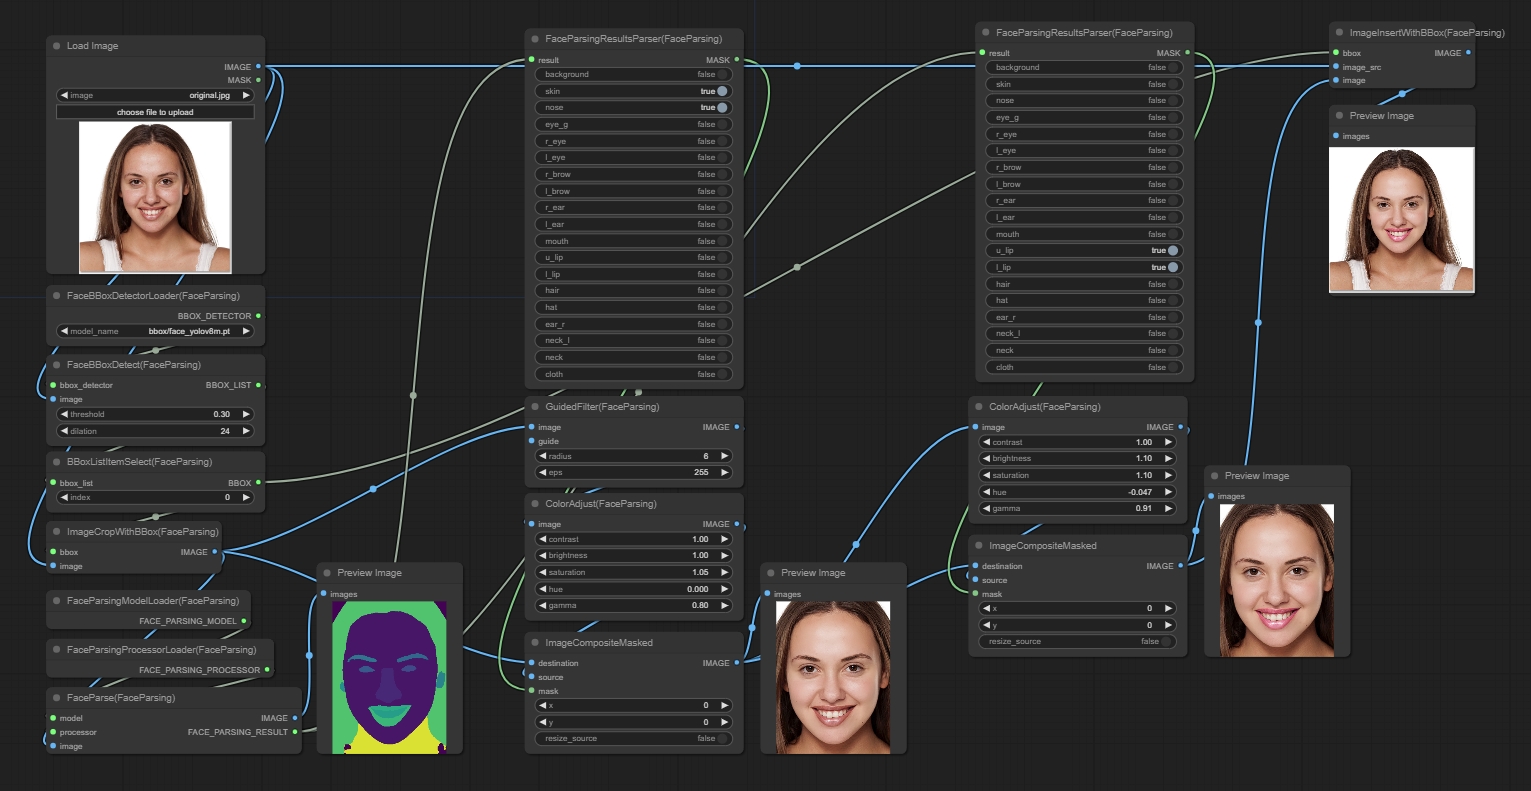 Load Image
IMAGE
MASK
image original.jpg
choose file to upload
FaceBBoxDetectorLoader(FaceParsing)
BBOX_DETECTOR
model_name bbox/face_yolov8m.pt
FaceBBoxDetect(FaceParsing)
bbox_detector BBOX_LIST
image
threshold 0.30
dilation 24
BBoxListItemSelect(FaceParsing)
bbox_list BBOX
index 0
ImageCropWithBBox(FaceParsing)
bbox IMAGE
image
FaceParsingModelLoader(FaceParsing)
FACE_PARSING_MODEL
FaceParsingProcessorLoader(FaceParsing)
FACE_PARSING_PROCESSOR
FaceParse(FaceParsing)
model IMAGE
processor FACE_PARSING_RESULT
image
Preview Image
images
FaceParsingResultsParser(FaceParsing)
result MASK
background false
skin true
nose true
eye_g false
r_eye false
l_eye false
r_brow false
l_brow false
r_ear false
l_ear false
mouth false
u_lip false
l_lip false
hair false
hat false
ear_r false
neck_l false
neck false
cloth false
GuidedFilter(FaceParsing)
image IMAGE
guide
radius 6
eps 255
ColorAdjust(FaceParsing)
image IMAGE
contrast 1.00
brightness 1.00
saturation 1.05
hue 0.000
gamma 0.80
ImageCompositeMasked
destination IMAGE
source
mask
x 0
y 0
resize_source false
Preview Image
images
FaceParsingResultsParser(FaceParsing)
result MASK
background false
skin false
nose false
eye_g false
r_eye false
l_eye false
r_brow false
l_brow false
r_ear false
l_ear false
mouth false
u_lip true
l_lip true
hair false
hat false
ear_r false
neck_l false
neck false
cloth false
ColorAdjust(FaceParsing)
image IMAGE
contrast 1.00
brightness 1.10
saturation 1.10
hue -0.047
gamma 0.91
ImageCompositeMasked
destination IMAGE
source
mask
x 0
y 0
resize_source false
Preview Image
images
ImageInsertWithBBox(FaceParsing)
bbox IMAGE
image_src
image
Preview Image
images